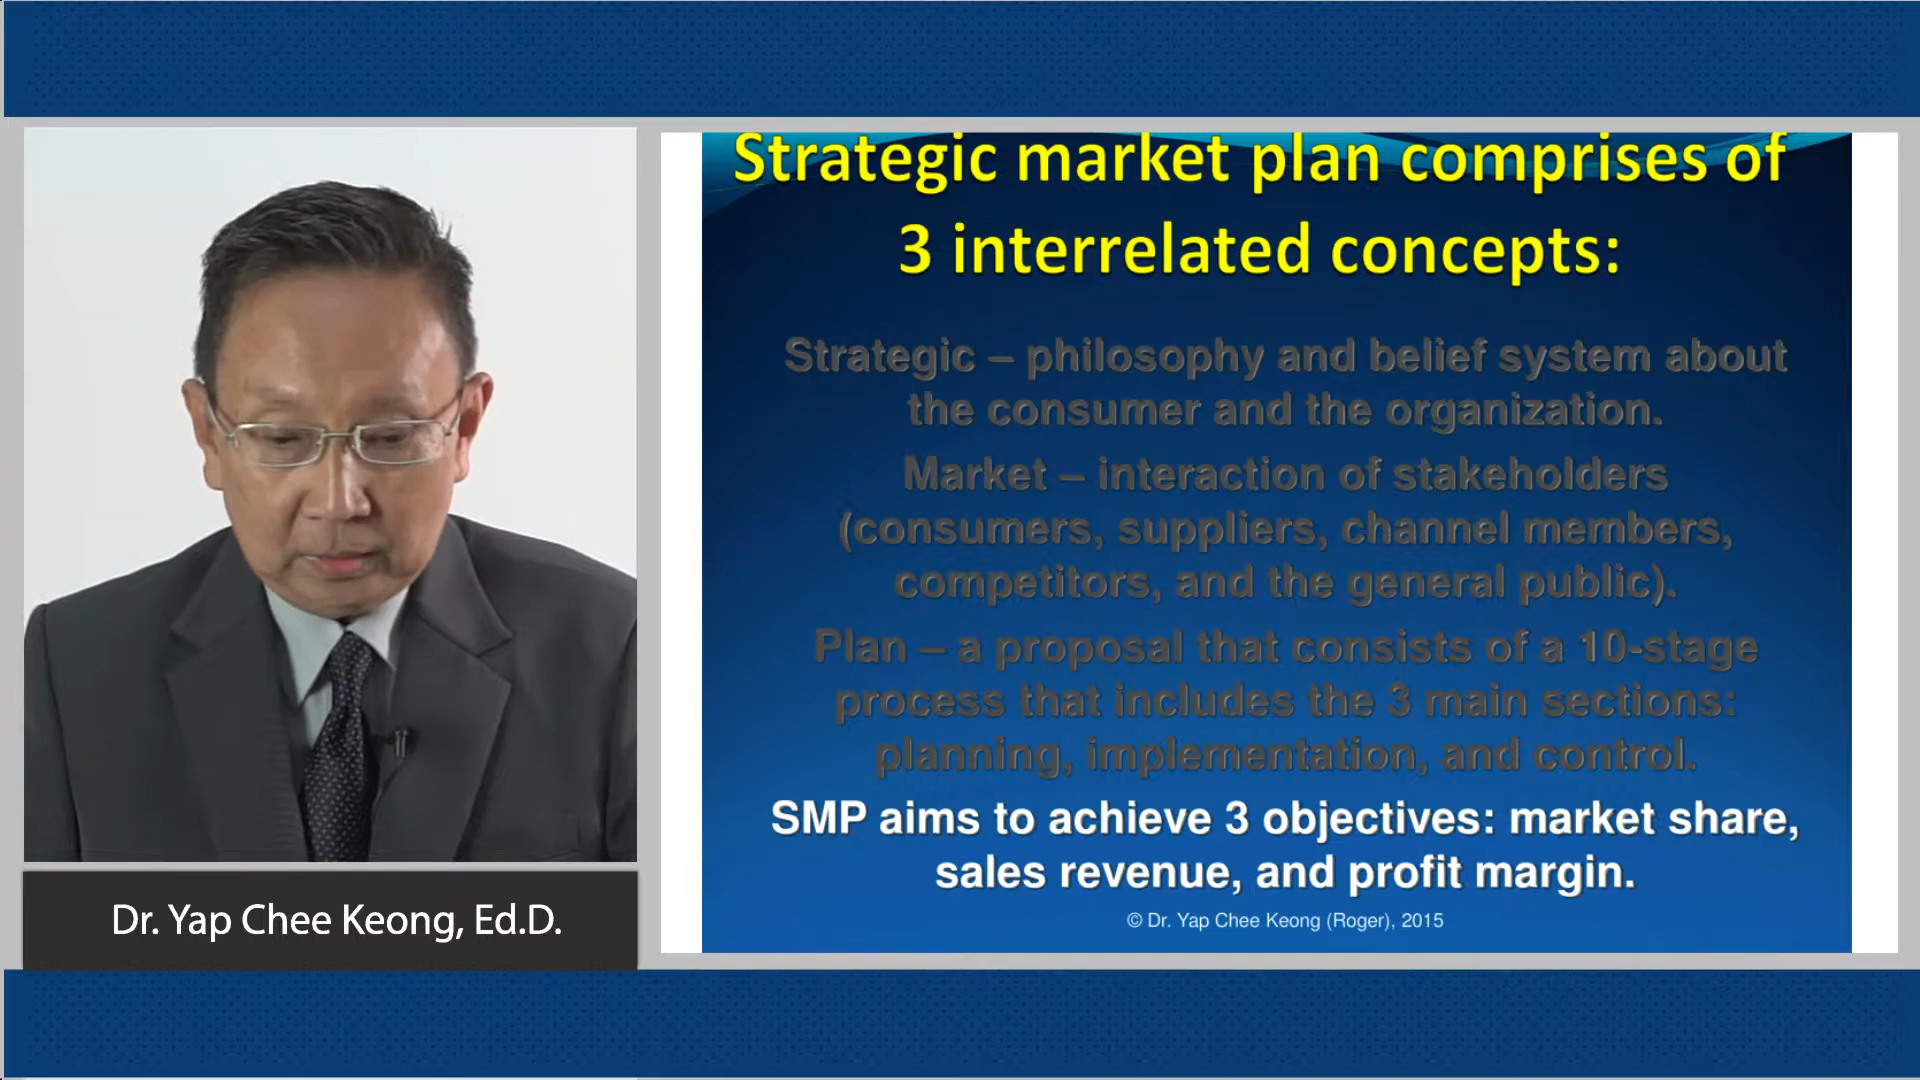 Strategic market plan comprises of
3 interrelated concepts:
Strategic – philosophy and belief system about
the consumer and the organization.
Market – interaction of stakeholders
(consumers, suppliers, channel members,
competitors, and the general public).
Plan – a proposal that consists of a 10-stage
process that includes the 3 main sections:
planning, implementation, and control.
SMP aims to achieve 3 objectives: market share,
sales revenue, and profit margin.
© Dr. Yap Chee Keong (Roger), 2015
Dr. Yap Chee Keong, Ed.D.